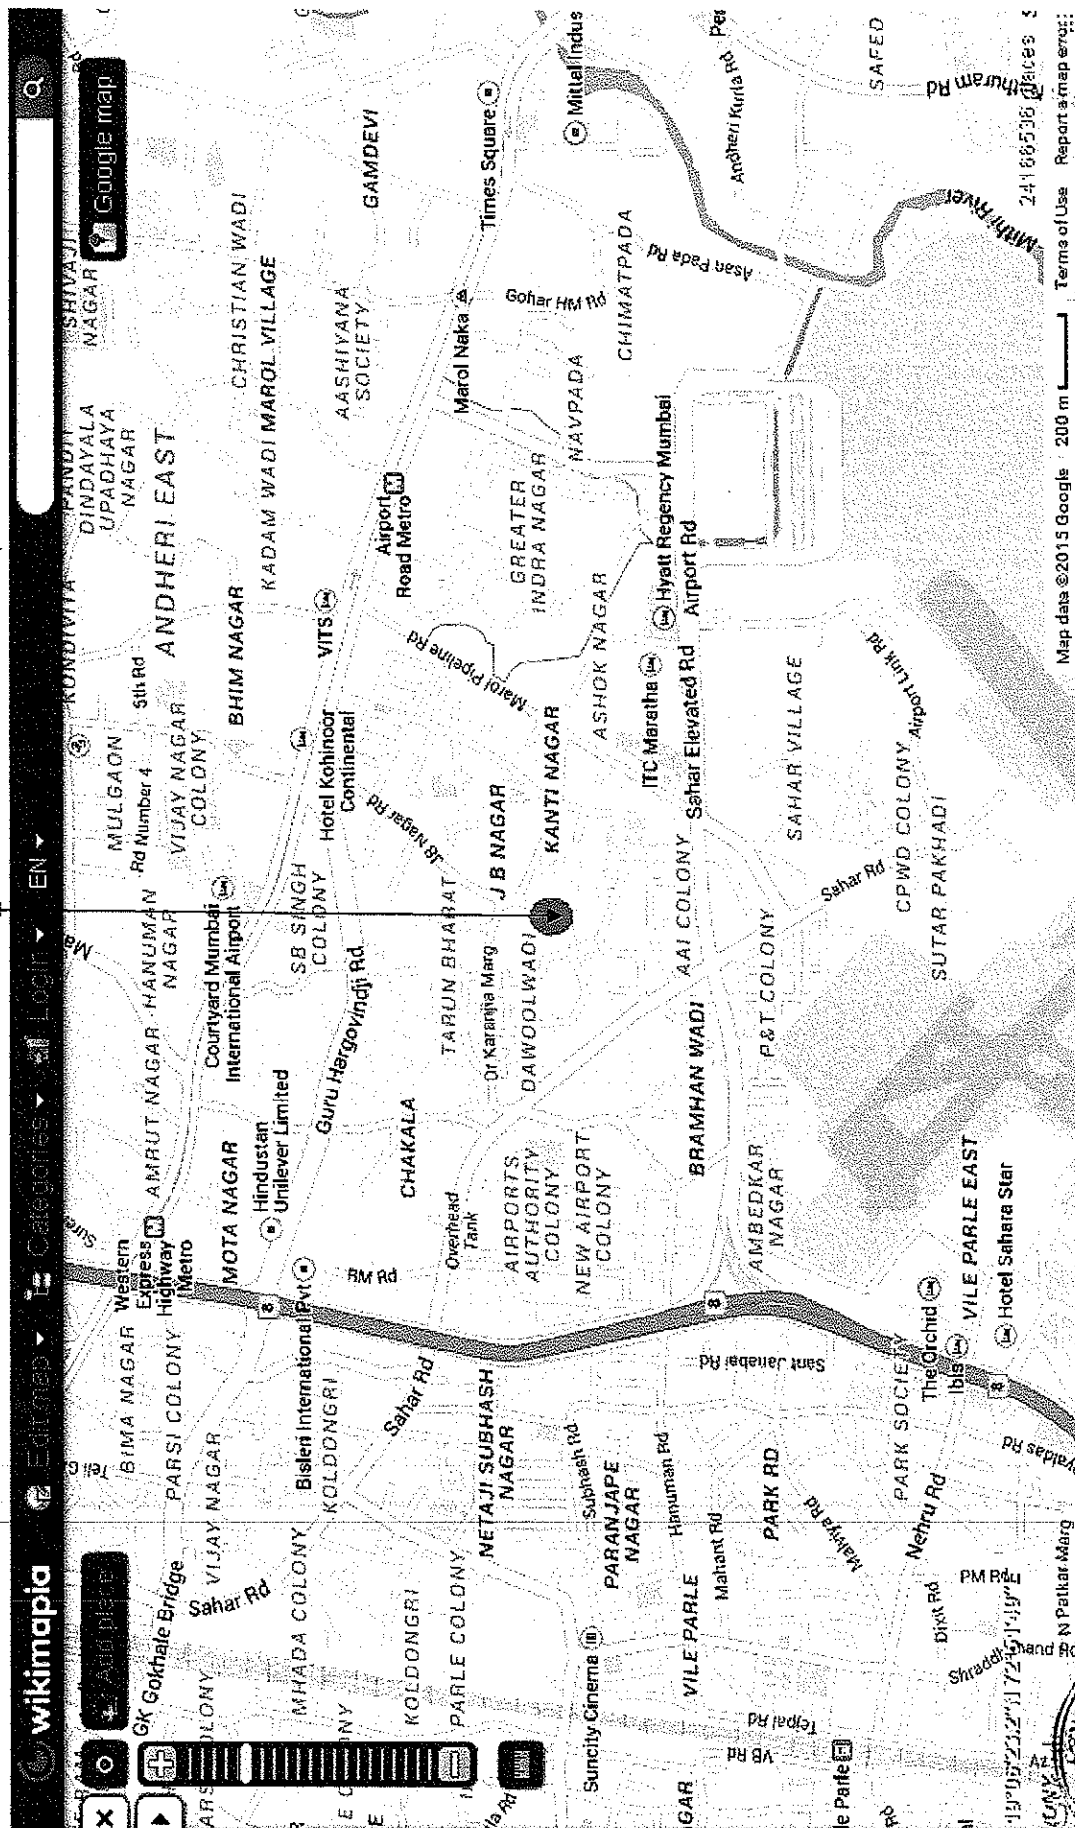 wikimapia
Edit map
Categories
Login
EN
Google map
GK Gokhale Bridge
BIMA NAGAR
PARSI COLONY
VIJAY NAGAR
Sahar Rd
MHADA COLONY
KOLDONGRI
Bisleri International Pvt
Sahar Rd
KOLDONGRI
PARLE COLONY
NETAJI SUBHASH
NAGAR
Suncity Cinema
Subhash Rd
PARANJAPE
NAGAR
Hanuman Rd
VILE PARLE
Mahant Rd
PARK RD
Malviya Rd
Tejpal Rd
VB Rd
Nehru Rd
Dixit Rd
PM Rd
N Patkar Marg
PARK SOCIETY
Sant Janabai Rd
The Orchid
Ibis
Hotel Sahara Star
VILE PARLE EAST
8
8
8
Western
Express
Highway
Metro
AMRUT NAGAR
HANUMAN
NAGAR
MOTA NAGAR
Hindustan
Unilever Limited
Courtyard Mumbai
International Airport
Guru Hargovindji Rd
SB SINGH
COLONY
RM Rd
CHAKALA
Overhead
Tank
TARUN BHARAT
Dr Karanjia Marg
DAWOOLWADI
AIRPORTS
AUTHORITY
COLONY
NEW AIRPORT
COLONY
BRAMHAN WADI
AMBEDKAR
NAGAR
P&T COLONY
AAI COLONY
Sahar Rd
MULGAON
Rd Number 4
5th Rd
VIJAY NAGAR
COLONY
KONDIVITA
ANDHERI EAST
BHIM NAGAR
Hotel Kohinoor
Continental
VITS
JB Nagar Rd
J B NAGAR
KANTI NAGAR
Marol Pipeline Rd
ASHOK NAGAR
ITC Maratha
Sahar Elevated Rd
Airport Rd
Hyatt Regency Mumbai
SAHAR VILLAGE
CPWD COLONY
Airport Link Rd
SUTAR PAKHADI
PANDIT
DINDAYALA
UPADHAYA
NAGAR
SHIVAJI
NAGAR
CHRISTIAN WADI
KADAM WADI
MAROL VILLAGE
AASHIYANA
SOCIETY
GAMDEVI
Airport
Road Metro
Marol Naka
Times Square
GREATER
INDRA NAGAR
NAVPADA
Gohar HM Rd
CHIMATPADA
Asan Pada Rd
Mittal Indus
Andheri Kurla Rd
SAFED
Mithi River
Map data ©2015 Google
200 m
Terms of Use
Report a map error